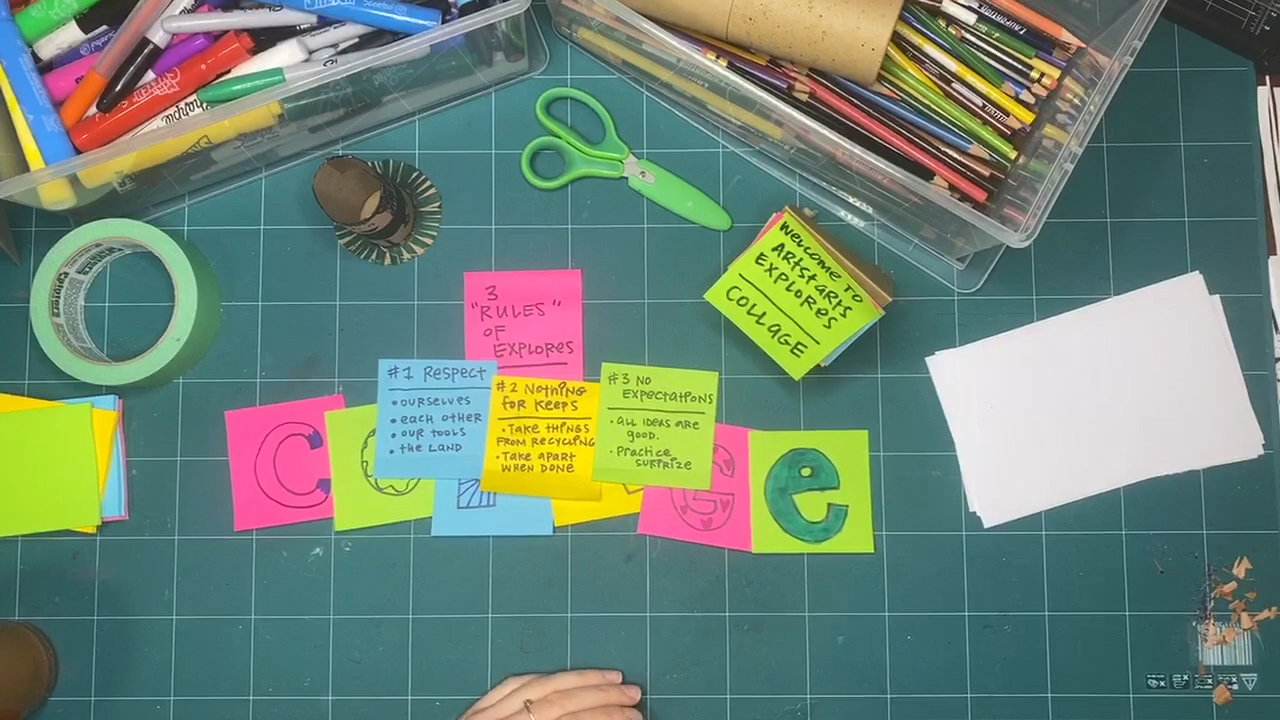 Sharpie
Welcome to
ARTSTARTS
EXPLORES
COLLAGE
3
"RULES"
OF
EXPLORES
#1 RESPECT
• OURSELVES
• EACH OTHER
• OUR TOOLS
• THE LAND
#2 NOTHING
FOR KEEPS
• TAKE THINGS
FROM RECYCLING
• Take APART
WHEN DONE
#3 NO
EXPECTATIONS
• ALL IDEAS ARE
good.
• Practice
SURPRIZE
C
G
e